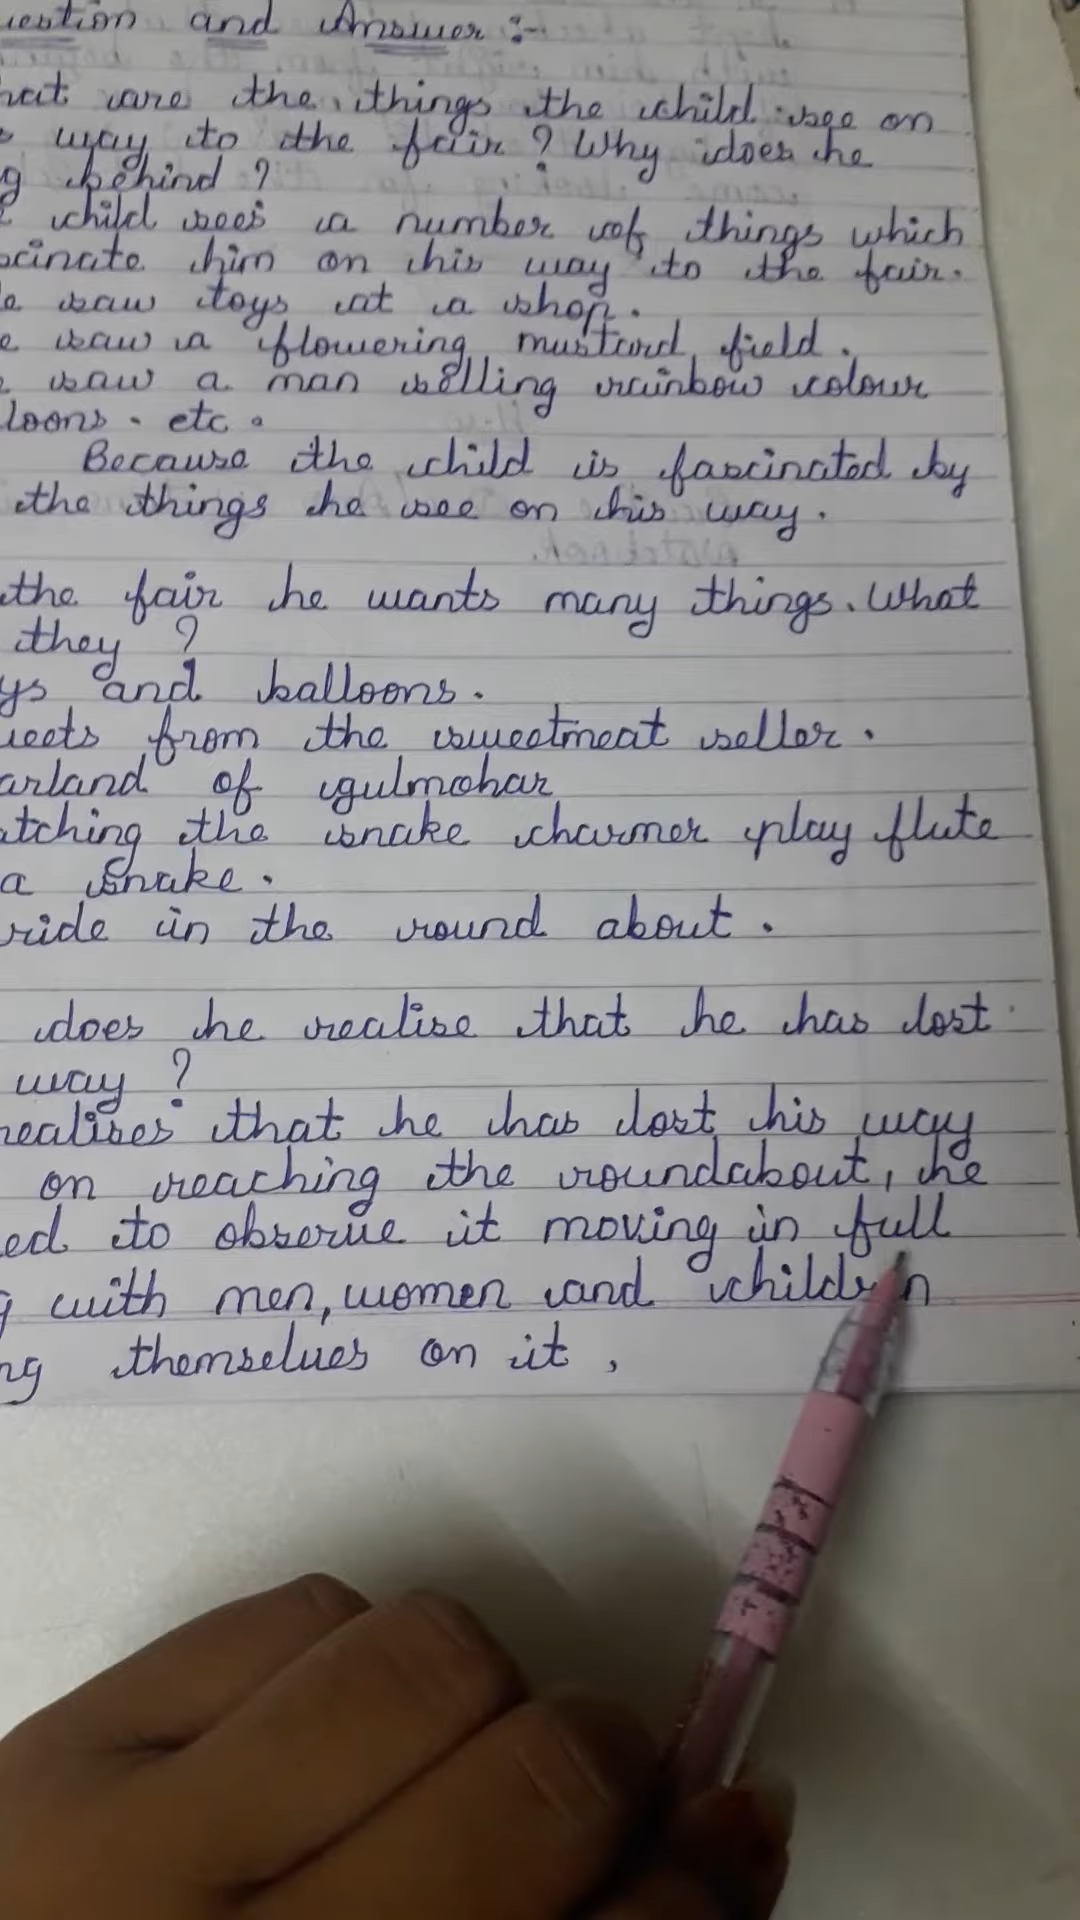 uestion and Answer :-
hat are the things the child see on
way to the fair ? Why does he
g behind ?
child sees a number of things which
cinate him on his way to the fair.
saw toys at a shop.
e saw a flowering mustard field.
saw a man selling rainbow colour
loons. etc.
Because the child is fascinated by
the things he see on his way.
the fair he wants many things. What
they ?
ys and balloons.
eets from the sweetmeat seller.
arland of gulmohar
tching the snake charmer play flute
a snake.
ride in the round about.
does he realise that he has lost
way ?
realises that he has lost his way
on reaching the roundabout, he
ed to observe it moving in full
g with men, women and children
ng themselves on it,